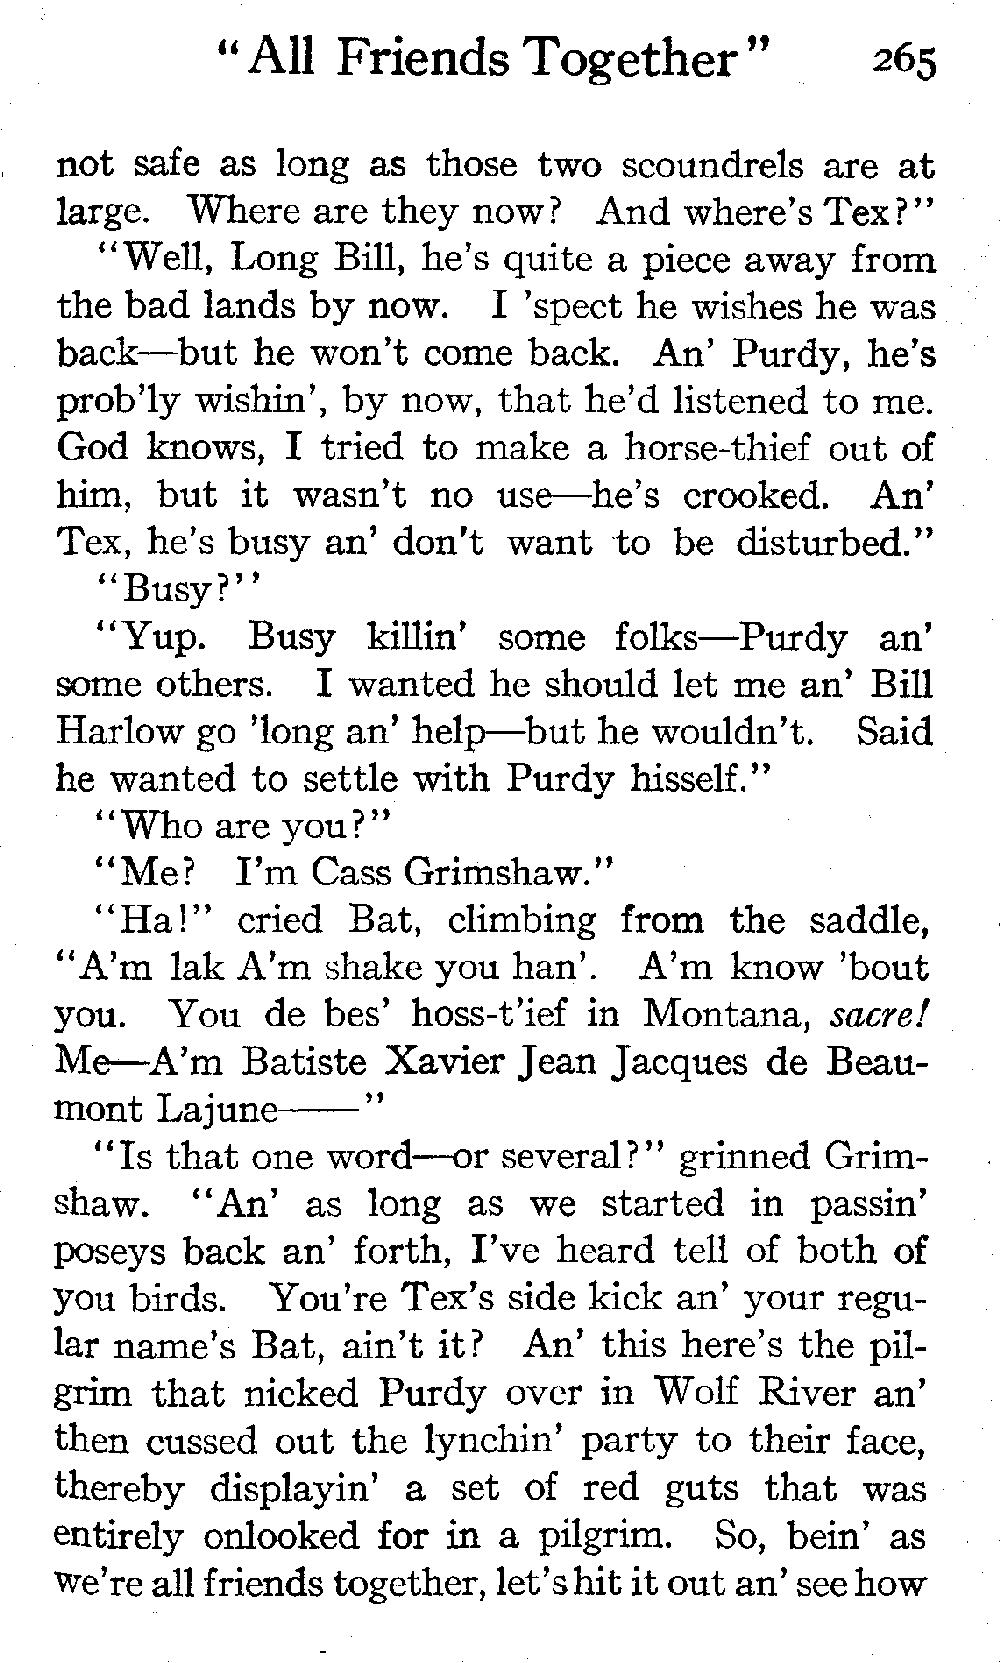 "All Friends Together" 265
not safe as long as those two scoundrels are at
large. Where are they now? And where's Tex?"
"Well, Long Bill, he's quite a piece away from
the bad lands by now. I 'spect he wishes he was
back—but he won't come back. An' Purdy, he's
prob'ly wishin', by now, that he'd listened to me.
God knows, I tried to make a horse-thief out of
him, but it wasn't no use—he's crooked. An'
Tex, he's busy an' don't want to be disturbed."
"Busy?"
"Yup. Busy killin' some folks—Purdy an'
some others. I wanted he should let me an' Bill
Harlow go 'long an' help—but he wouldn't. Said
he wanted to settle with Purdy hisself."
"Who are you?"
"Me? I'm Cass Grimshaw."
"Ha!" cried Bat, climbing from the saddle,
"A'm lak A'm shake you han'. A'm know 'bout
you. You de bes' hoss-t'ief in Montana, sacre!
Me—A'm Batiste Xavier Jean Jacques de Beau-
mont Lajune——"
"Is that one word—or several?" grinned Grim-
shaw. "An' as long as we started in passin'
poseys back an' forth, I've heard tell of both of
you birds. You're Tex's side kick an' your regu-
lar name's Bat, ain't it? An' this here's the pil-
grim that nicked Purdy over in Wolf River an'
then cussed out the lynchin' party to their face,
thereby displayin' a set of red guts that was
entirely onlooked for in a pilgrim. So, bein' as
we're all friends together, let's hit it out an' see how